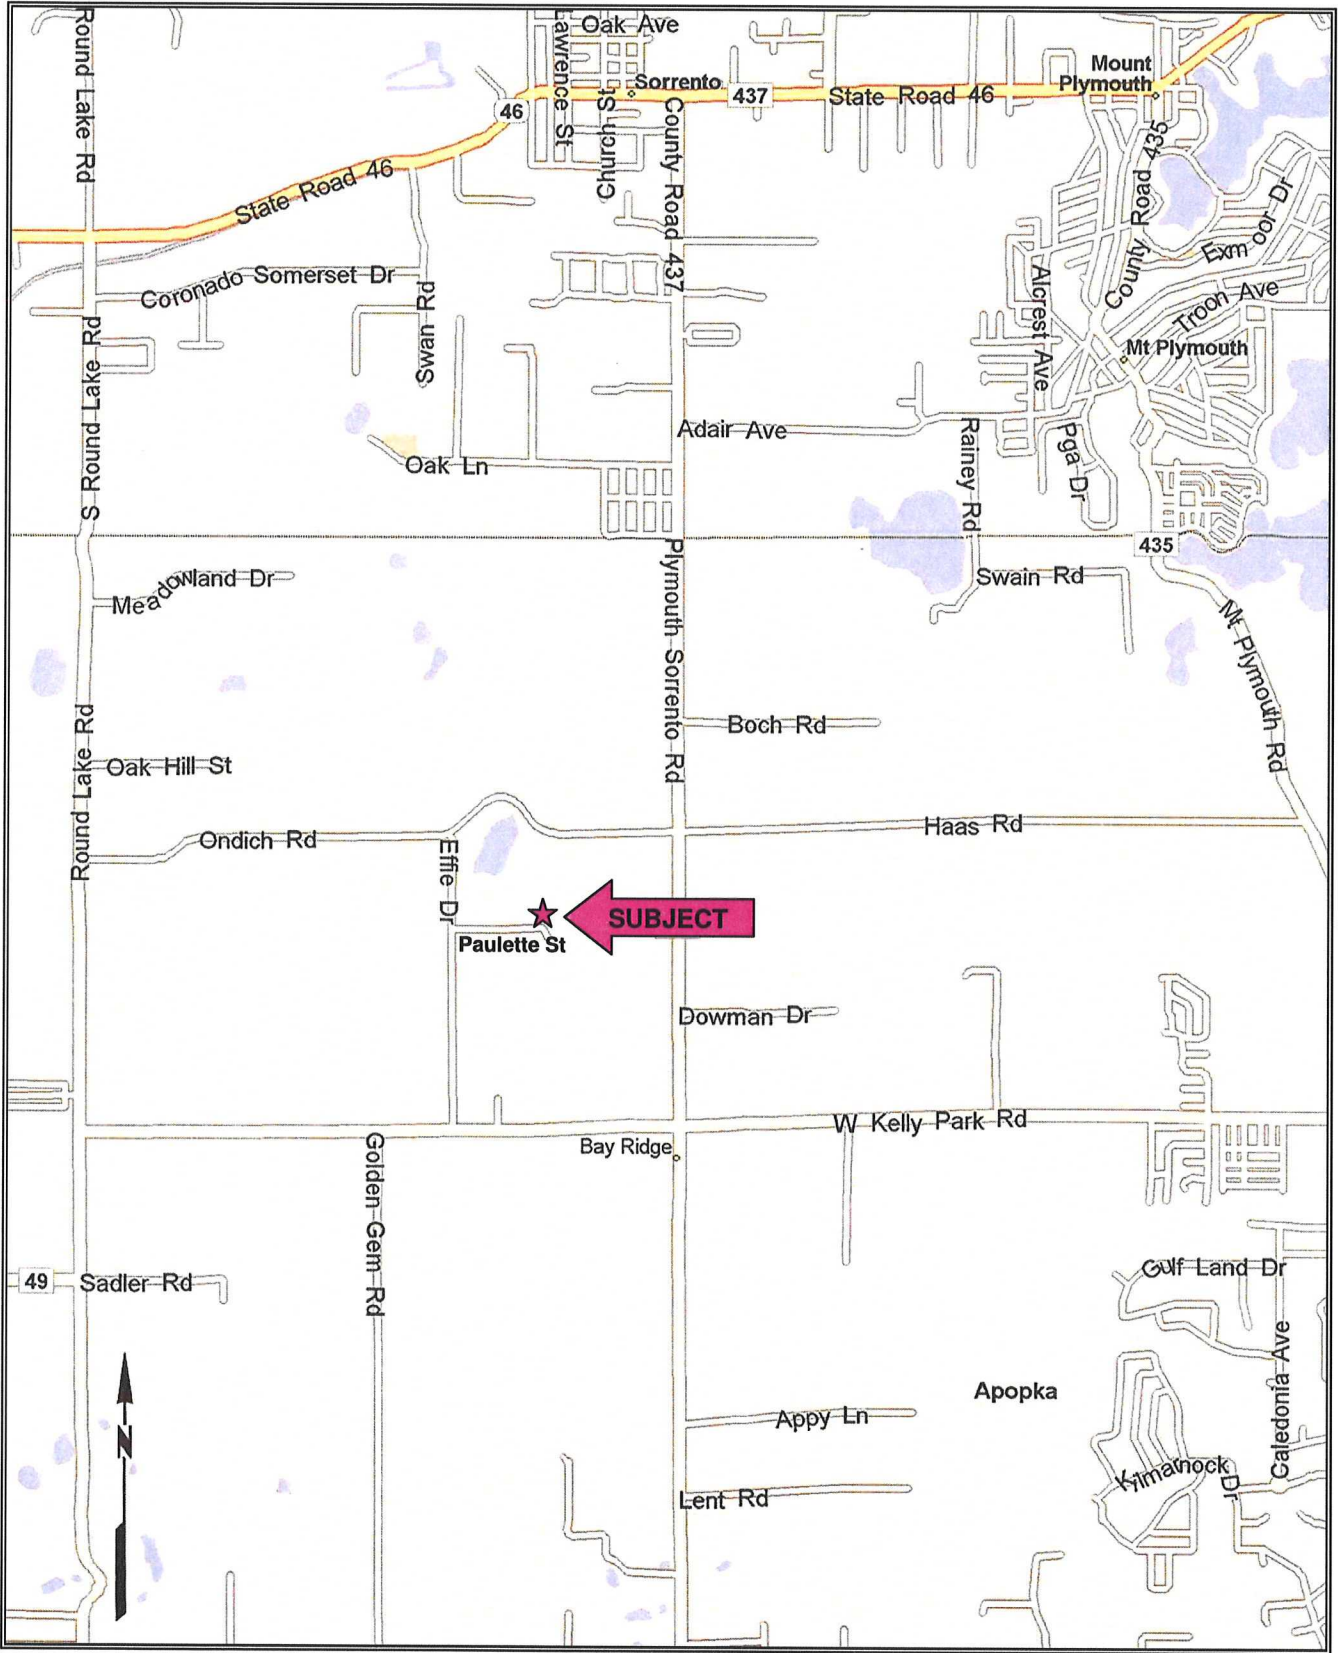 Round Lake Rd
Lawrence St
Oak Ave
Sorrento
Mount
Plymouth
46
437
State Road 46
Church St
County Road 437
County Road 435
State Road 46
Exmoor Dr
Coronado Somerset Dr
Swan Rd
Alcrest Ave
Troon Ave
S Round Lake Rd
Mt Plymouth
Adair Ave
Rainey Rd
Pga Dr
Oak Ln
435
Plymouth Sorrento Rd
Meadowland Dr
Swain Rd
Mt Plymouth Rd
Boch Rd
Round Lake Rd
Oak Hill St
Ondich Rd
Haas Rd
Effie Dr
SUBJECT
Paulette St
Dowman Dr
W Kelly Park Rd
Bay Ridge
Golden Gem Rd
49
Sadler Rd
Gulf Land Dr
Caledonia Ave
Apopka
Appy Ln
N
Kilmarnock Dr
Lent Rd